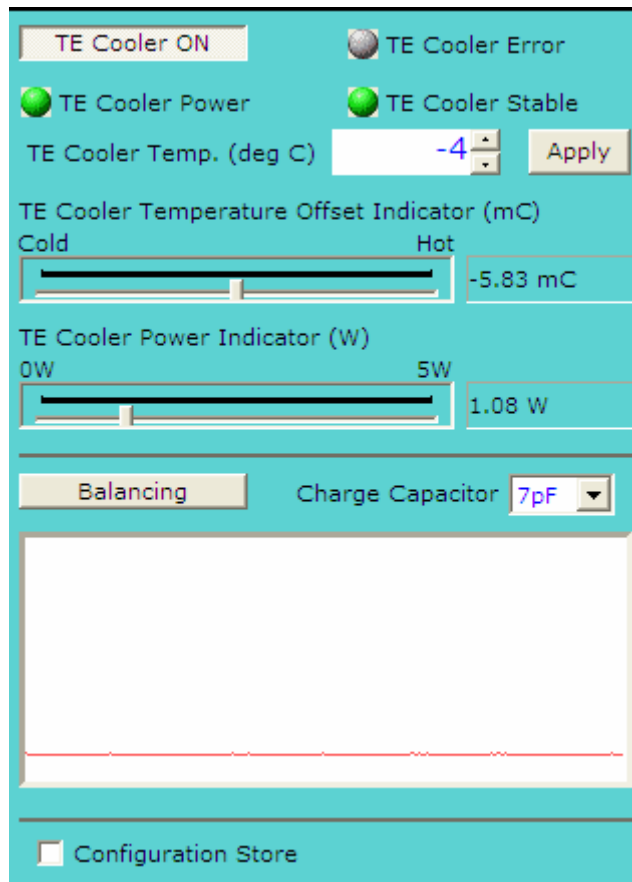 TE Cooler ON
TE Cooler Error
TE Cooler Power
TE Cooler Stable
TE Cooler Temp. (deg C) -4 Apply
TE Cooler Temperature Offset Indicator (mC)
Cold Hot
-5.83 mC
TE Cooler Power Indicator (W)
0W 5W
1.08 W
Balancing
Charge Capacitor 7pF
Configuration Store